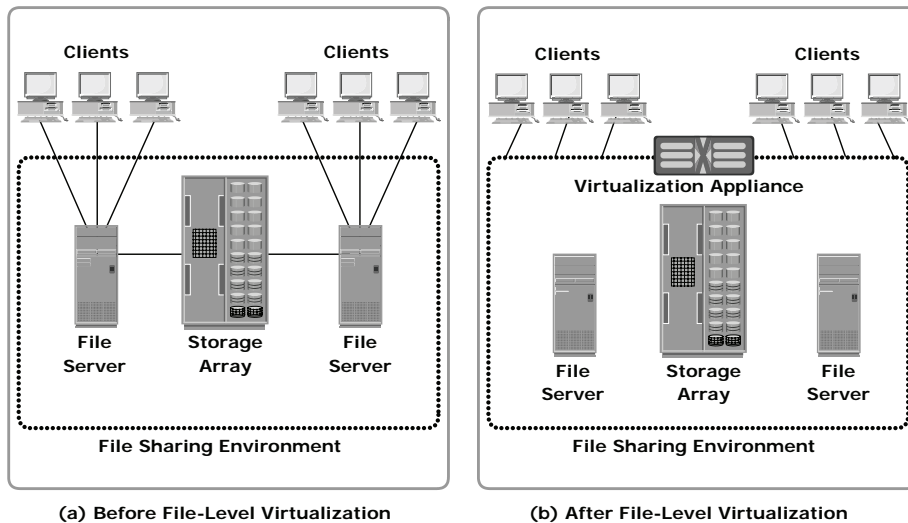 Clients
Clients
File
Server
Storage
Array
File
Server
File Sharing Environment
(a) Before File-Level Virtualization
Clients
Clients
Virtualization Appliance
File
Server
Storage
Array
File
Server
File Sharing Environment
(b) After File-Level Virtualization